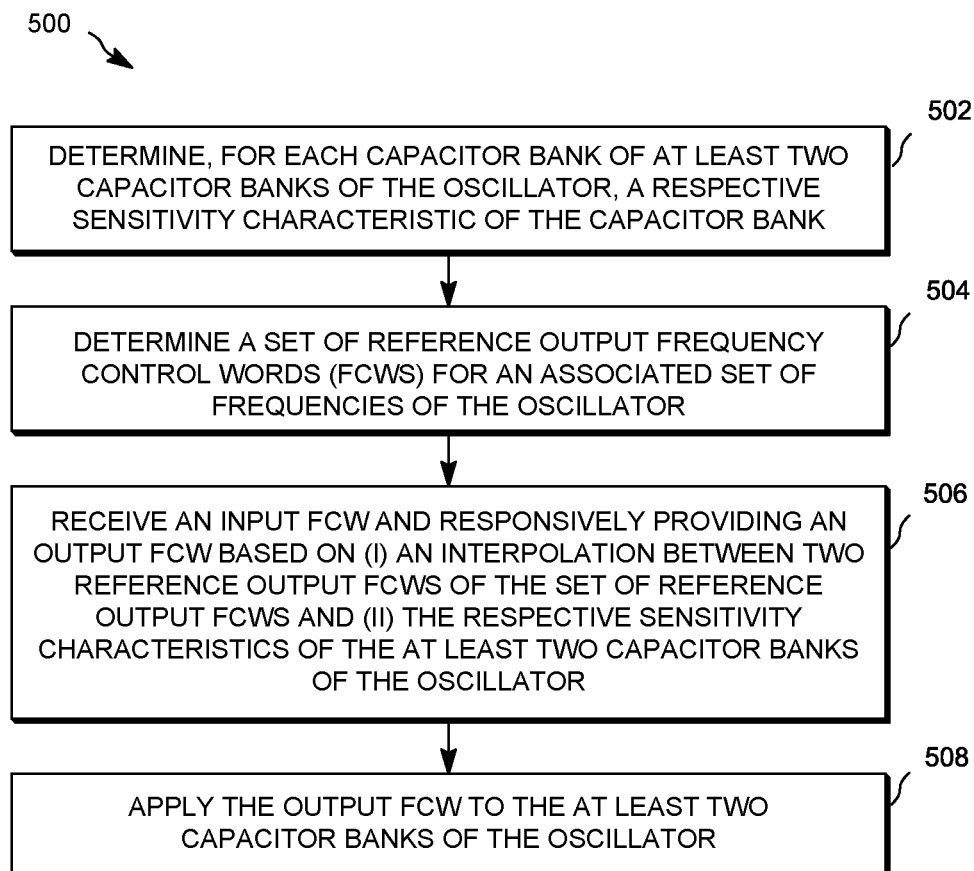 500
502
DETERMINE, FOR EACH CAPACITOR BANK OF AT LEAST TWO
CAPACITOR BANKS OF THE OSCILLATOR, A RESPECTIVE
SENSITIVITY CHARACTERISTIC OF THE CAPACITOR BANK
504
DETERMINE A SET OF REFERENCE OUTPUT FREQUENCY
CONTROL WORDS (FCWS) FOR AN ASSOCIATED SET OF
FREQUENCIES OF THE OSCILLATOR
506
RECEIVE AN INPUT FCW AND RESPONSIVELY PROVIDING AN
OUTPUT FCW BASED ON (I) AN INTERPOLATION BETWEEN TWO
REFERENCE OUTPUT FCWS OF THE SET OF REFERENCE
OUTPUT FCWS AND (II) THE RESPECTIVE SENSITIVITY
CHARACTERISTICS OF THE AT LEAST TWO CAPACITOR BANKS
OF THE OSCILLATOR
508
APPLY THE OUTPUT FCW TO THE AT LEAST TWO
CAPACITOR BANKS OF THE OSCILLATOR